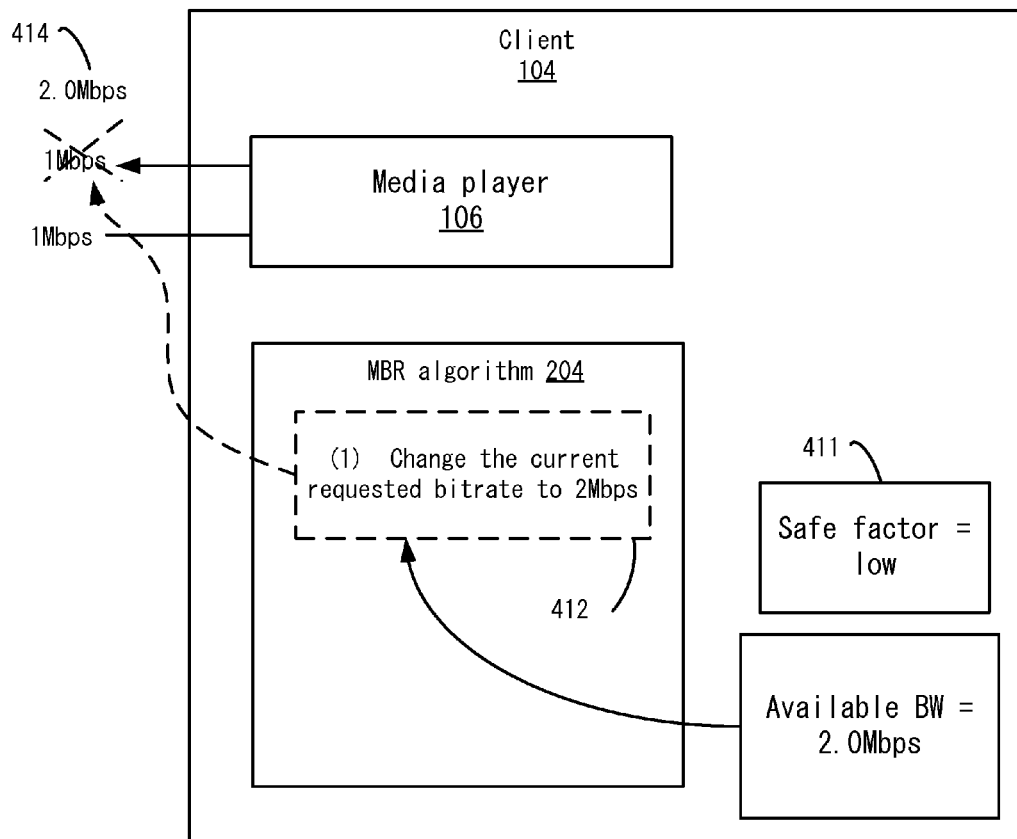 414
2.0Mbps
1Mbps
1Mbps
Client
104
Media player
106
MBR algorithm 204
(1) Change the current
requested bitrate to 2Mbps
412
411
Safe factor =
low
Available BW =
2.0Mbps